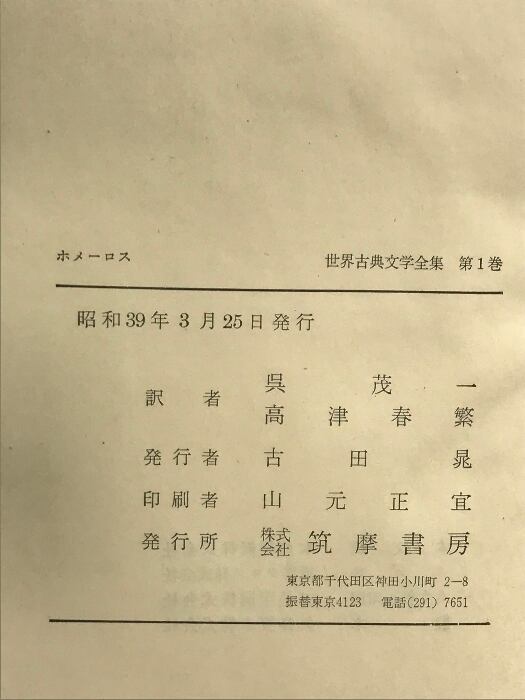 ホメーロス　世界古典文学全集　第1巻
昭和39年3月25日発行
訳者　呉茂一
高津春繁
発行者　古田晁
印刷者　山元正宜
発行所　株式会社　筑摩書房
東京都千代田区神田小川町 2−8
振替東京4123　電話(291) 7651